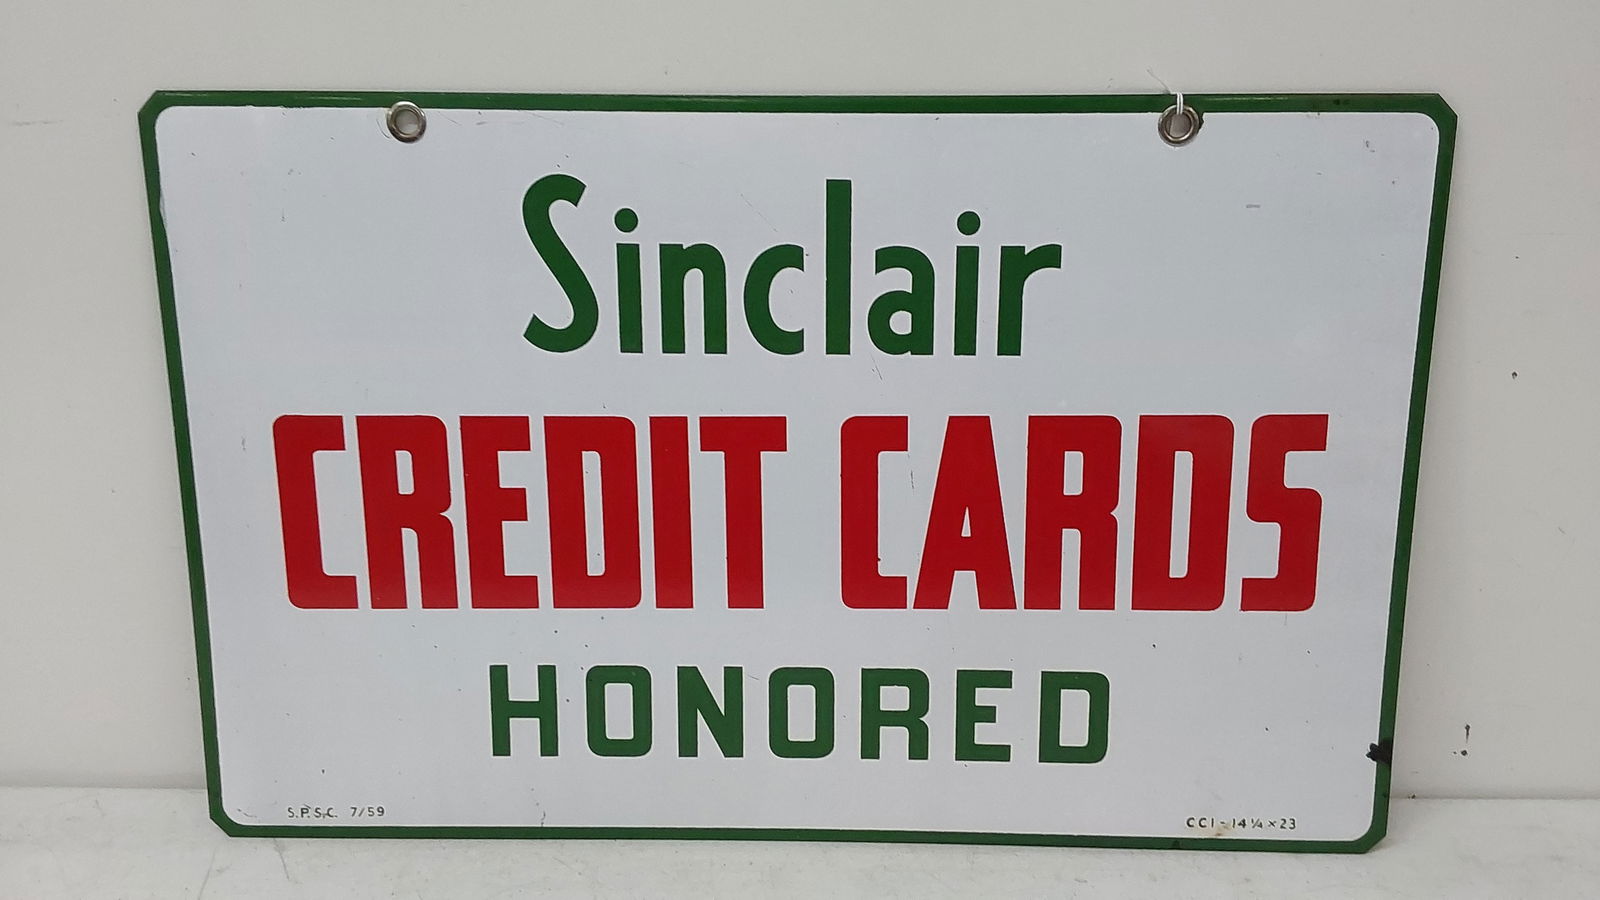 Sinclair
CREDIT CARDS
HONORED
S.P.S.C. 7/59
CCI-14¼×23